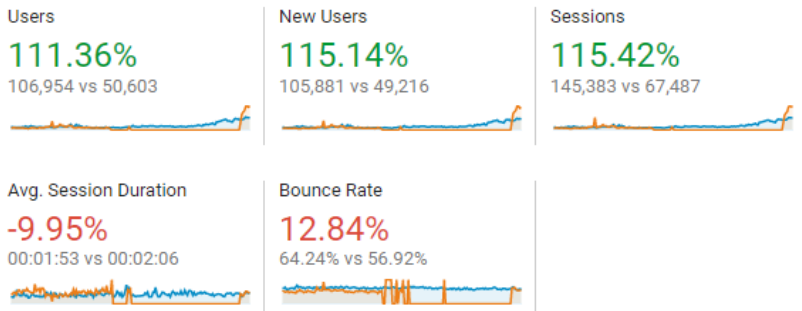 Users
111.36%
106,954 vs 50,603
New Users
115.14%
105,881 vs 49,216
Sessions
115.42%
145,383 vs 67,487
Avg. Session Duration
-9.95%
00:01:53 vs 00:02:06
Bounce Rate
12.84%
64.24% vs 56.92%